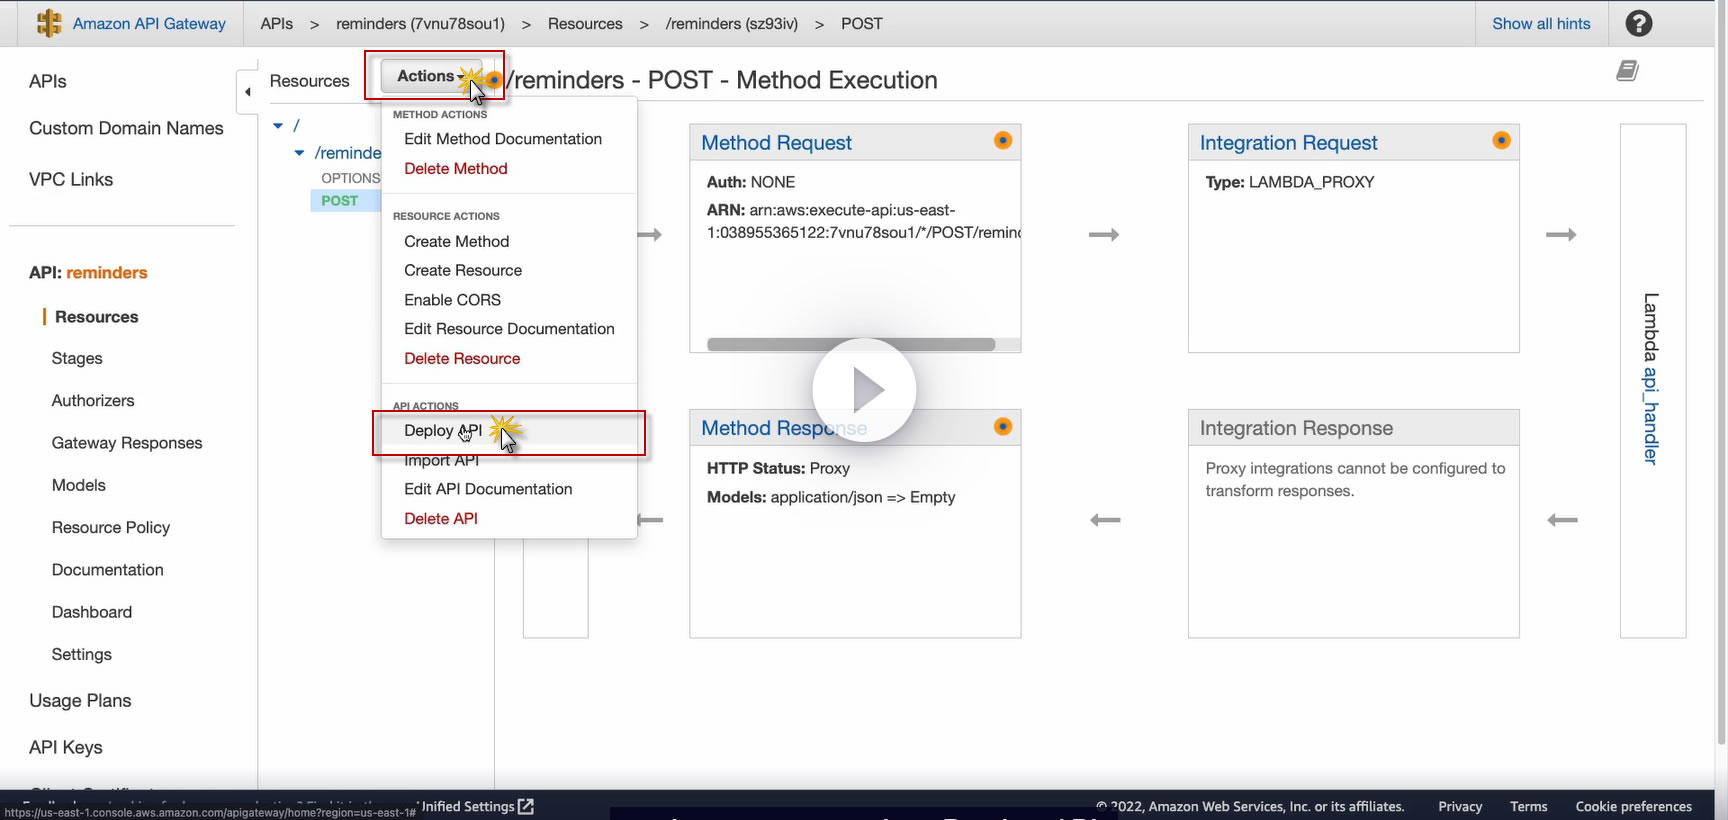 Amazon API Gateway
APIs > reminders (7vnu78sou1) > Resources > /reminders (sz93iv) > POST
Show all hints
?
APIs
Custom Domain Names
VPC Links
API: reminders
Resources
Stages
Authorizers
Gateway Responses
Models
Resource Policy
Documentation
Dashboard
Settings
Usage Plans
API Keys
Resources
Actions
/
/reminde
OPTIONS
POST
METHOD ACTIONS
Edit Method Documentation
Delete Method
RESOURCE ACTIONS
Create Method
Create Resource
Enable CORS
Edit Resource Documentation
Delete Resource
API ACTIONS
Deploy API
Import API
Edit API Documentation
Delete API
/reminders - POST - Method Execution
Method Request
Auth: NONE
ARN: arn:aws:execute-api:us-east-
1:038955365122:7vnu78sou1/*/POST/remin
Integration Request
Type: LAMBDA_PROXY
Lambda api_handler
Method Response
HTTP Status: Proxy
Models: application/json => Empty
Integration Response
Proxy integrations cannot be configured to
transform responses.
Unified Settings
© 2022, Amazon Web Services, Inc. or its affiliates.
Privacy
Terms
Cookie preferences
https://us-east-1.console.aws.amazon.com/apigateway/home?region=us-east-1#